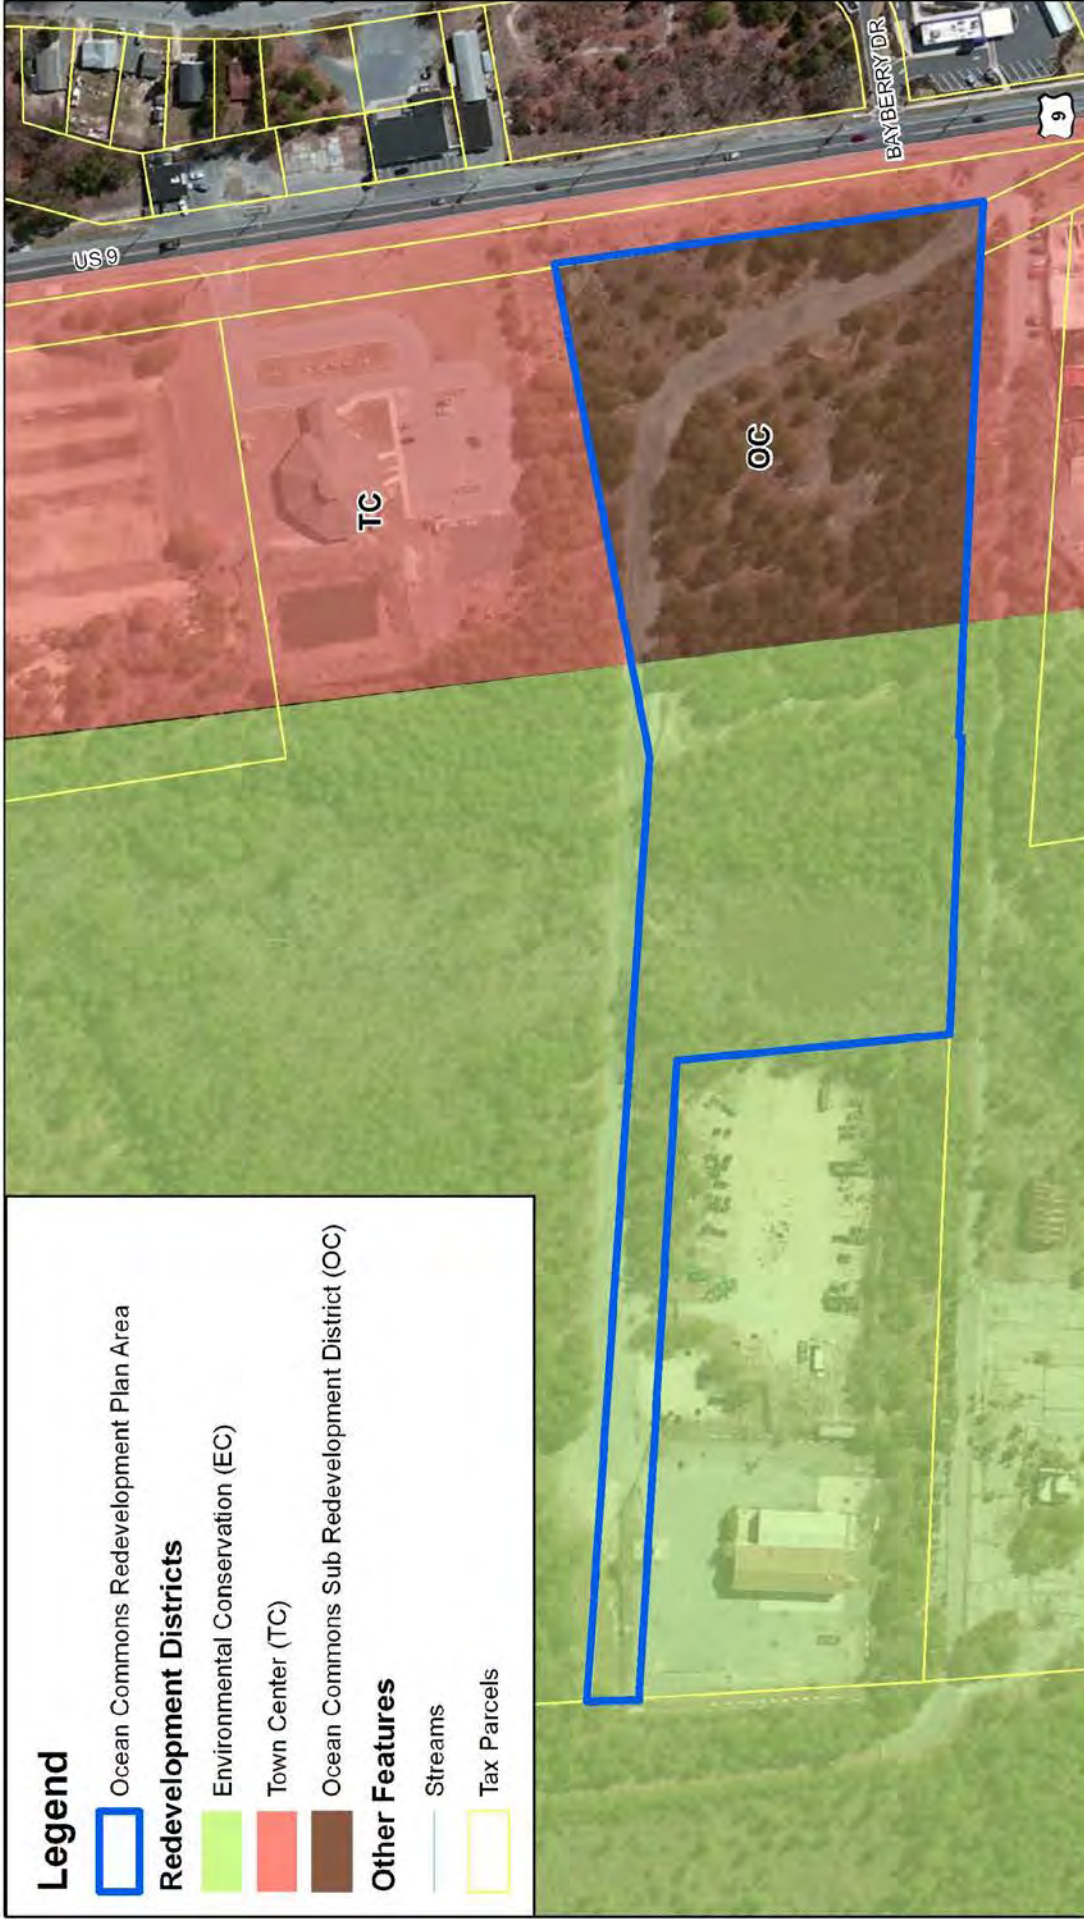 Legend
Ocean Commons Redevelopment Plan Area
Redevelopment Districts
Environmental Conservation (EC)
Town Center (TC)
Ocean Commons Sub Redevelopment District (OC)
Other Features
Streams
Tax Parcels
US 9
TC
OC
BAYBERRY DR
9